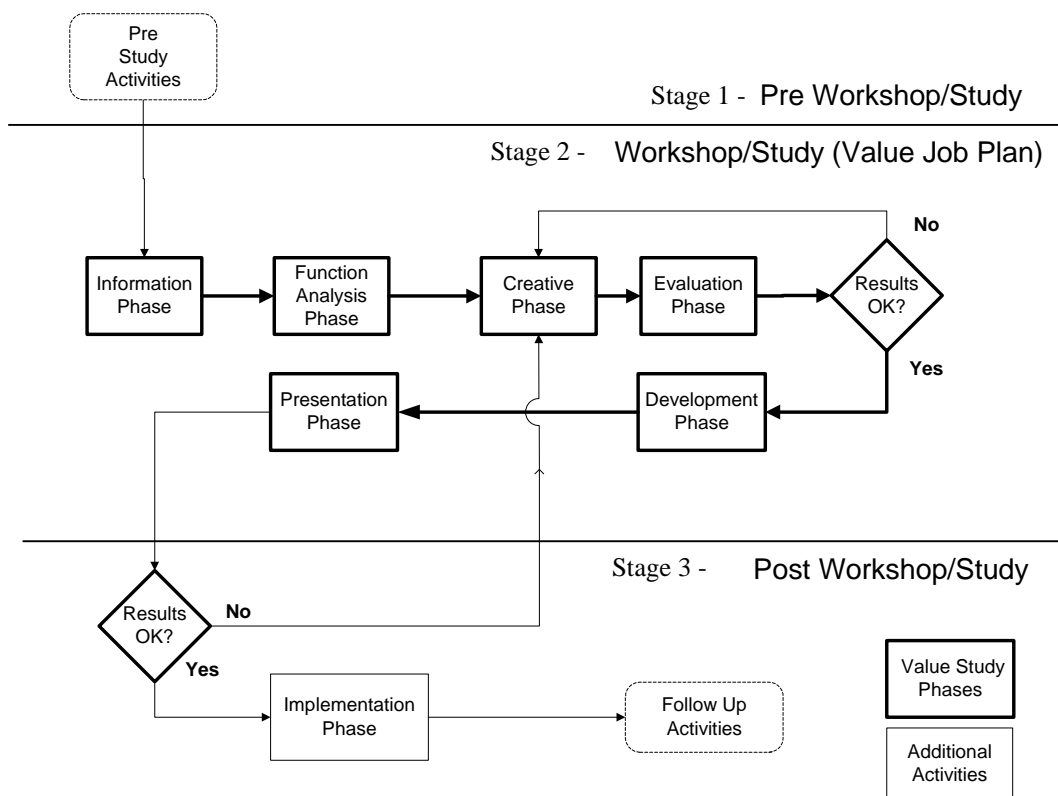 Pre
Study
Activities
Stage 1 - Pre Workshop/Study
Stage 2 - Workshop/Study (Value Job Plan)
No
Information
Phase
Function
Analysis
Phase
Creative
Phase
Evaluation
Phase
Results
OK?
Yes
Presentation
Phase
Development
Phase
Stage 3 - Post Workshop/Study
Results
OK?
No
Yes
Implementation
Phase
Follow Up
Activities
Value Study
Phases
Additional
Activities